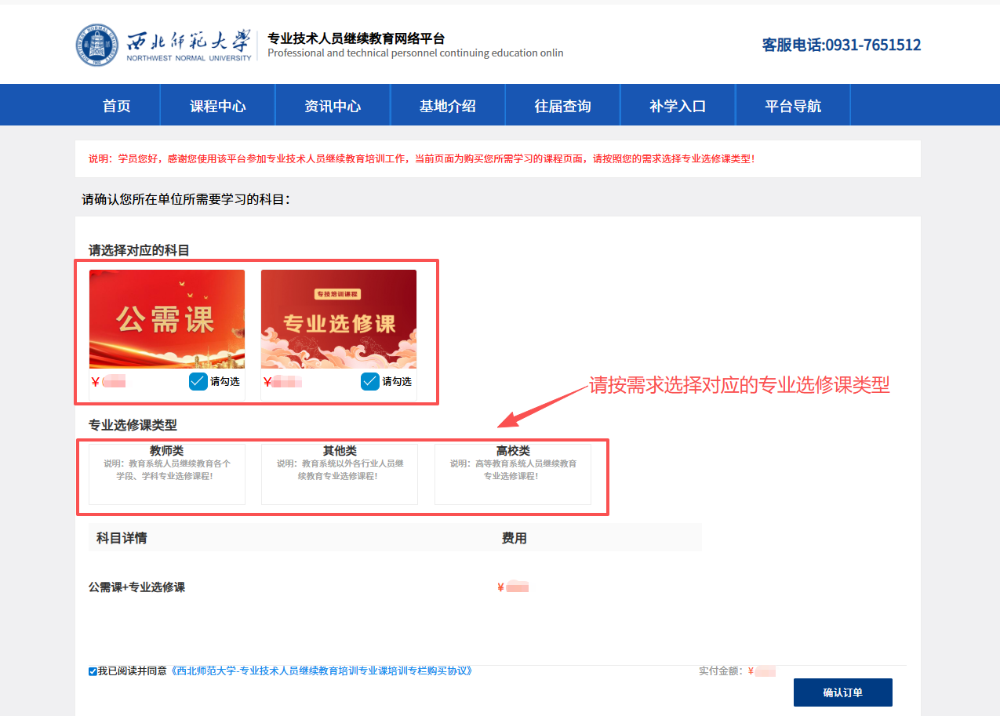 西北师范大学
NORTHWEST NORMAL UNIVERSITY
专业技术人员继续教育网络平台
Professional and technical personnel continuing education onlin
客服电话:0931-7651512
首页 课程中心 资讯中心 基地介绍 往届查询 补学入口 平台导航
说明：学员您好，感谢您使用该平台参加专业技术人员继续教育培训工作，当前页面为购买您所需学习的课程页面，请按照您的需求选择专业选修课类型！
请确认您所在单位所需要学习的科目：
请选择对应的科目
公需课
专技培训课程
专业选修课
¥ 请勾选
¥ 请勾选
请按需求选择对应的专业选修课类型
专业选修课类型
教师类
说明：教育系统人员继续教育各个
学段、学科专业选修课程！
其他类
说明：教育系统以外各行业人员继
续教育专业选修课程！
高校类
说明：高等教育系统人员继续教育
专业选修课程！
科目详情 费用
公需课+专业选修课 ¥
我已阅读并同意《西北师范大学-专业技术人员继续教育培训专业课培训专栏购买协议》
实付金额：¥
确认订单